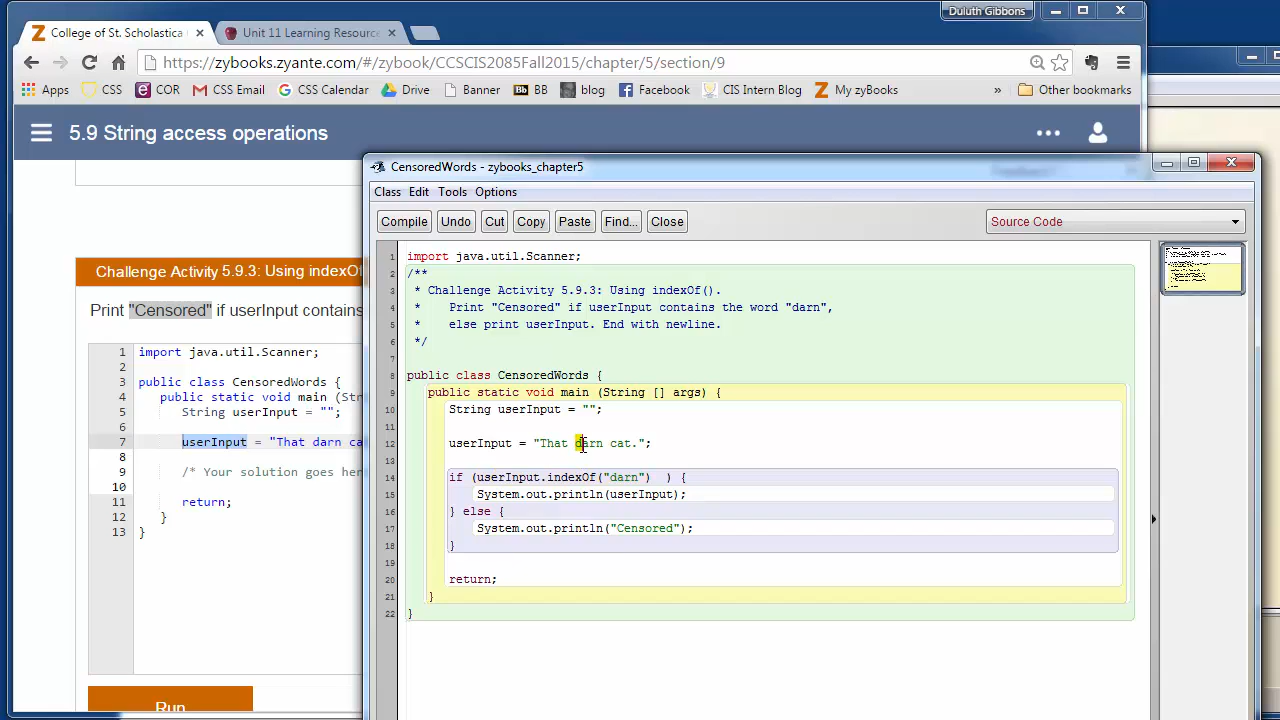 Duluth Gibbons
College of St. Scholastica
Unit 11 Learning Resource
https://zybooks.zyante.com/#/zybook/CCSCIS2085Fall2015/chapter/5/section/9
Apps CSS COR CSS Email CSS Calendar Drive Banner Bb BB blog Facebook CIS Intern Blog My zyBooks » Other bookmarks
5.9 String access operations
CensoredWords - zybooks_chapter5
Class Edit Tools Options
Compile Undo Cut Copy Paste Find... Close Source Code
Challenge Activity 5.9.3: Using indexOf
Print "Censored" if userInput contains
1 import java.util.Scanner;
2
3 public class CensoredWords {
4 public static void main (Str
5 String userInput = "";
6
7 userInput = "That darn ca
8
9 /* Your solution goes her
10
11 return;
12 }
13 }
Run
1 import java.util.Scanner;
2 /**
3 * Challenge Activity 5.9.3: Using indexOf().
4 * Print "Censored" if userInput contains the word "darn",
5 * else print userInput. End with newline.
6 */
7
8 public class CensoredWords {
9 public static void main (String [] args) {
10 String userInput = "";
11
12 userInput = "That darn cat.";
13
14 if (userInput.indexOf("darn")  ) {
15 System.out.println(userInput);
16 } else {
17 System.out.println("Censored");
18 }
19
20 return;
21 }
22 }